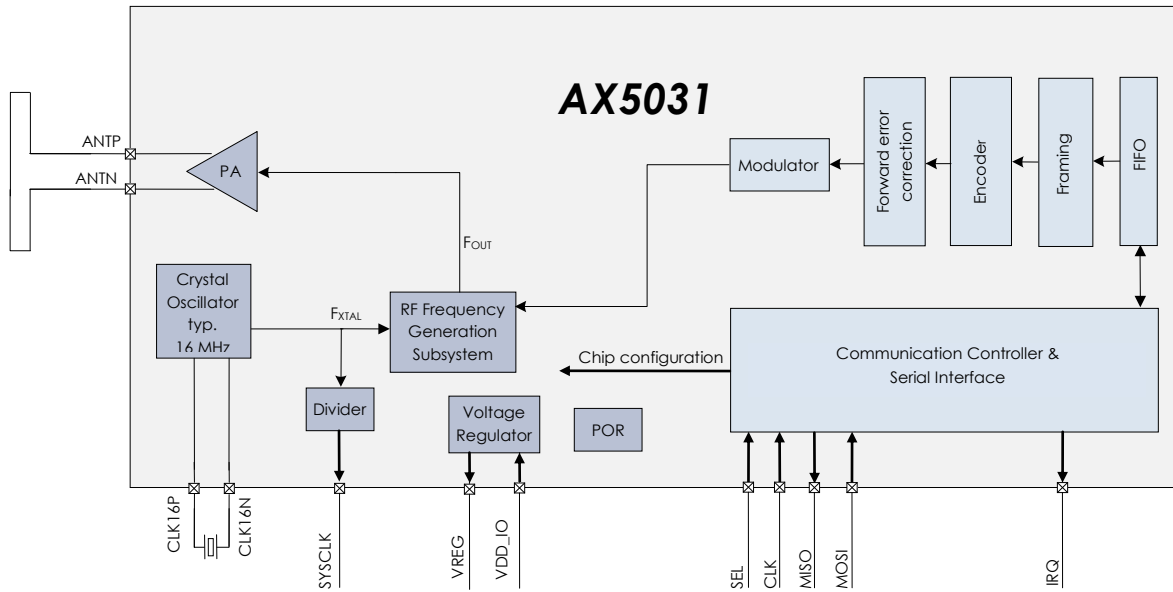 AX5031
ANTP
ANTN
PA
Modulator
Forward error
correction
Encoder
Framing
FIFO
FOUT
Crystal
Oscillator
typ.
16 MHz
FXTAL
RF Frequency
Generation
Subsystem
Chip configuration
Communication Controller &
Serial Interface
Divider
Voltage
Regulator
POR
CLK16P
CLK16N
SYSCLK
VREG
VDD_IO
SEL
CLK
MISO
MOSI
IRQ